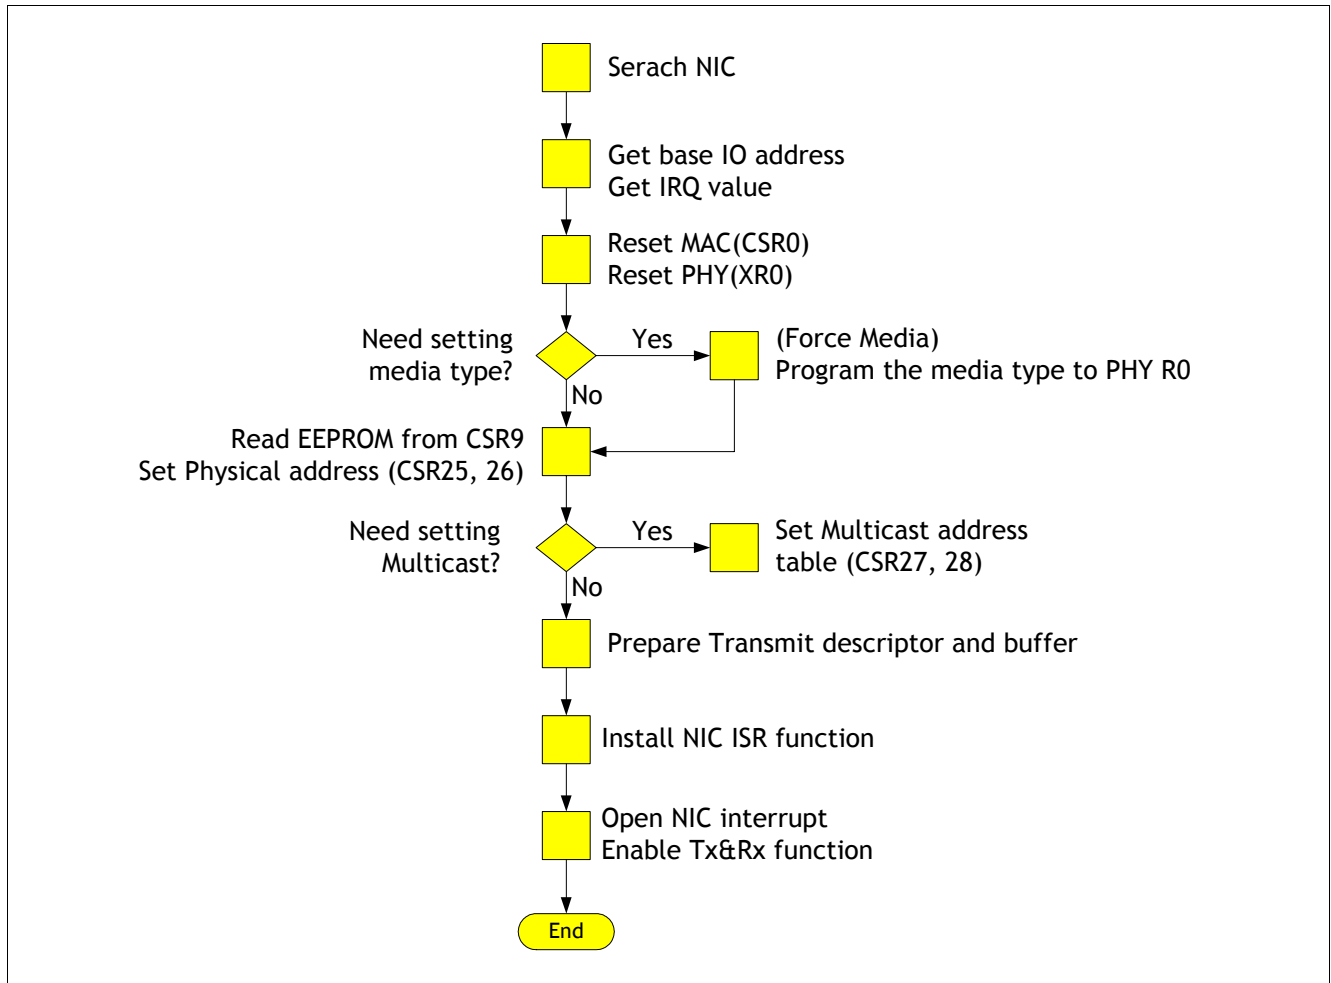 Serach NIC
Get base IO address
Get IRQ value
Reset MAC(CSR0)
Reset PHY(XR0)
Need setting
media type?
Yes
(Force Media)
Program the media type to PHY R0
No
Read EEPROM from CSR9
Set Physical address (CSR25, 26)
Need setting
Multicast?
Yes
Set Multicast address
table (CSR27, 28)
No
Prepare Transmit descriptor and buffer
Install NIC ISR function
Open NIC interrupt
Enable Tx&Rx function
End